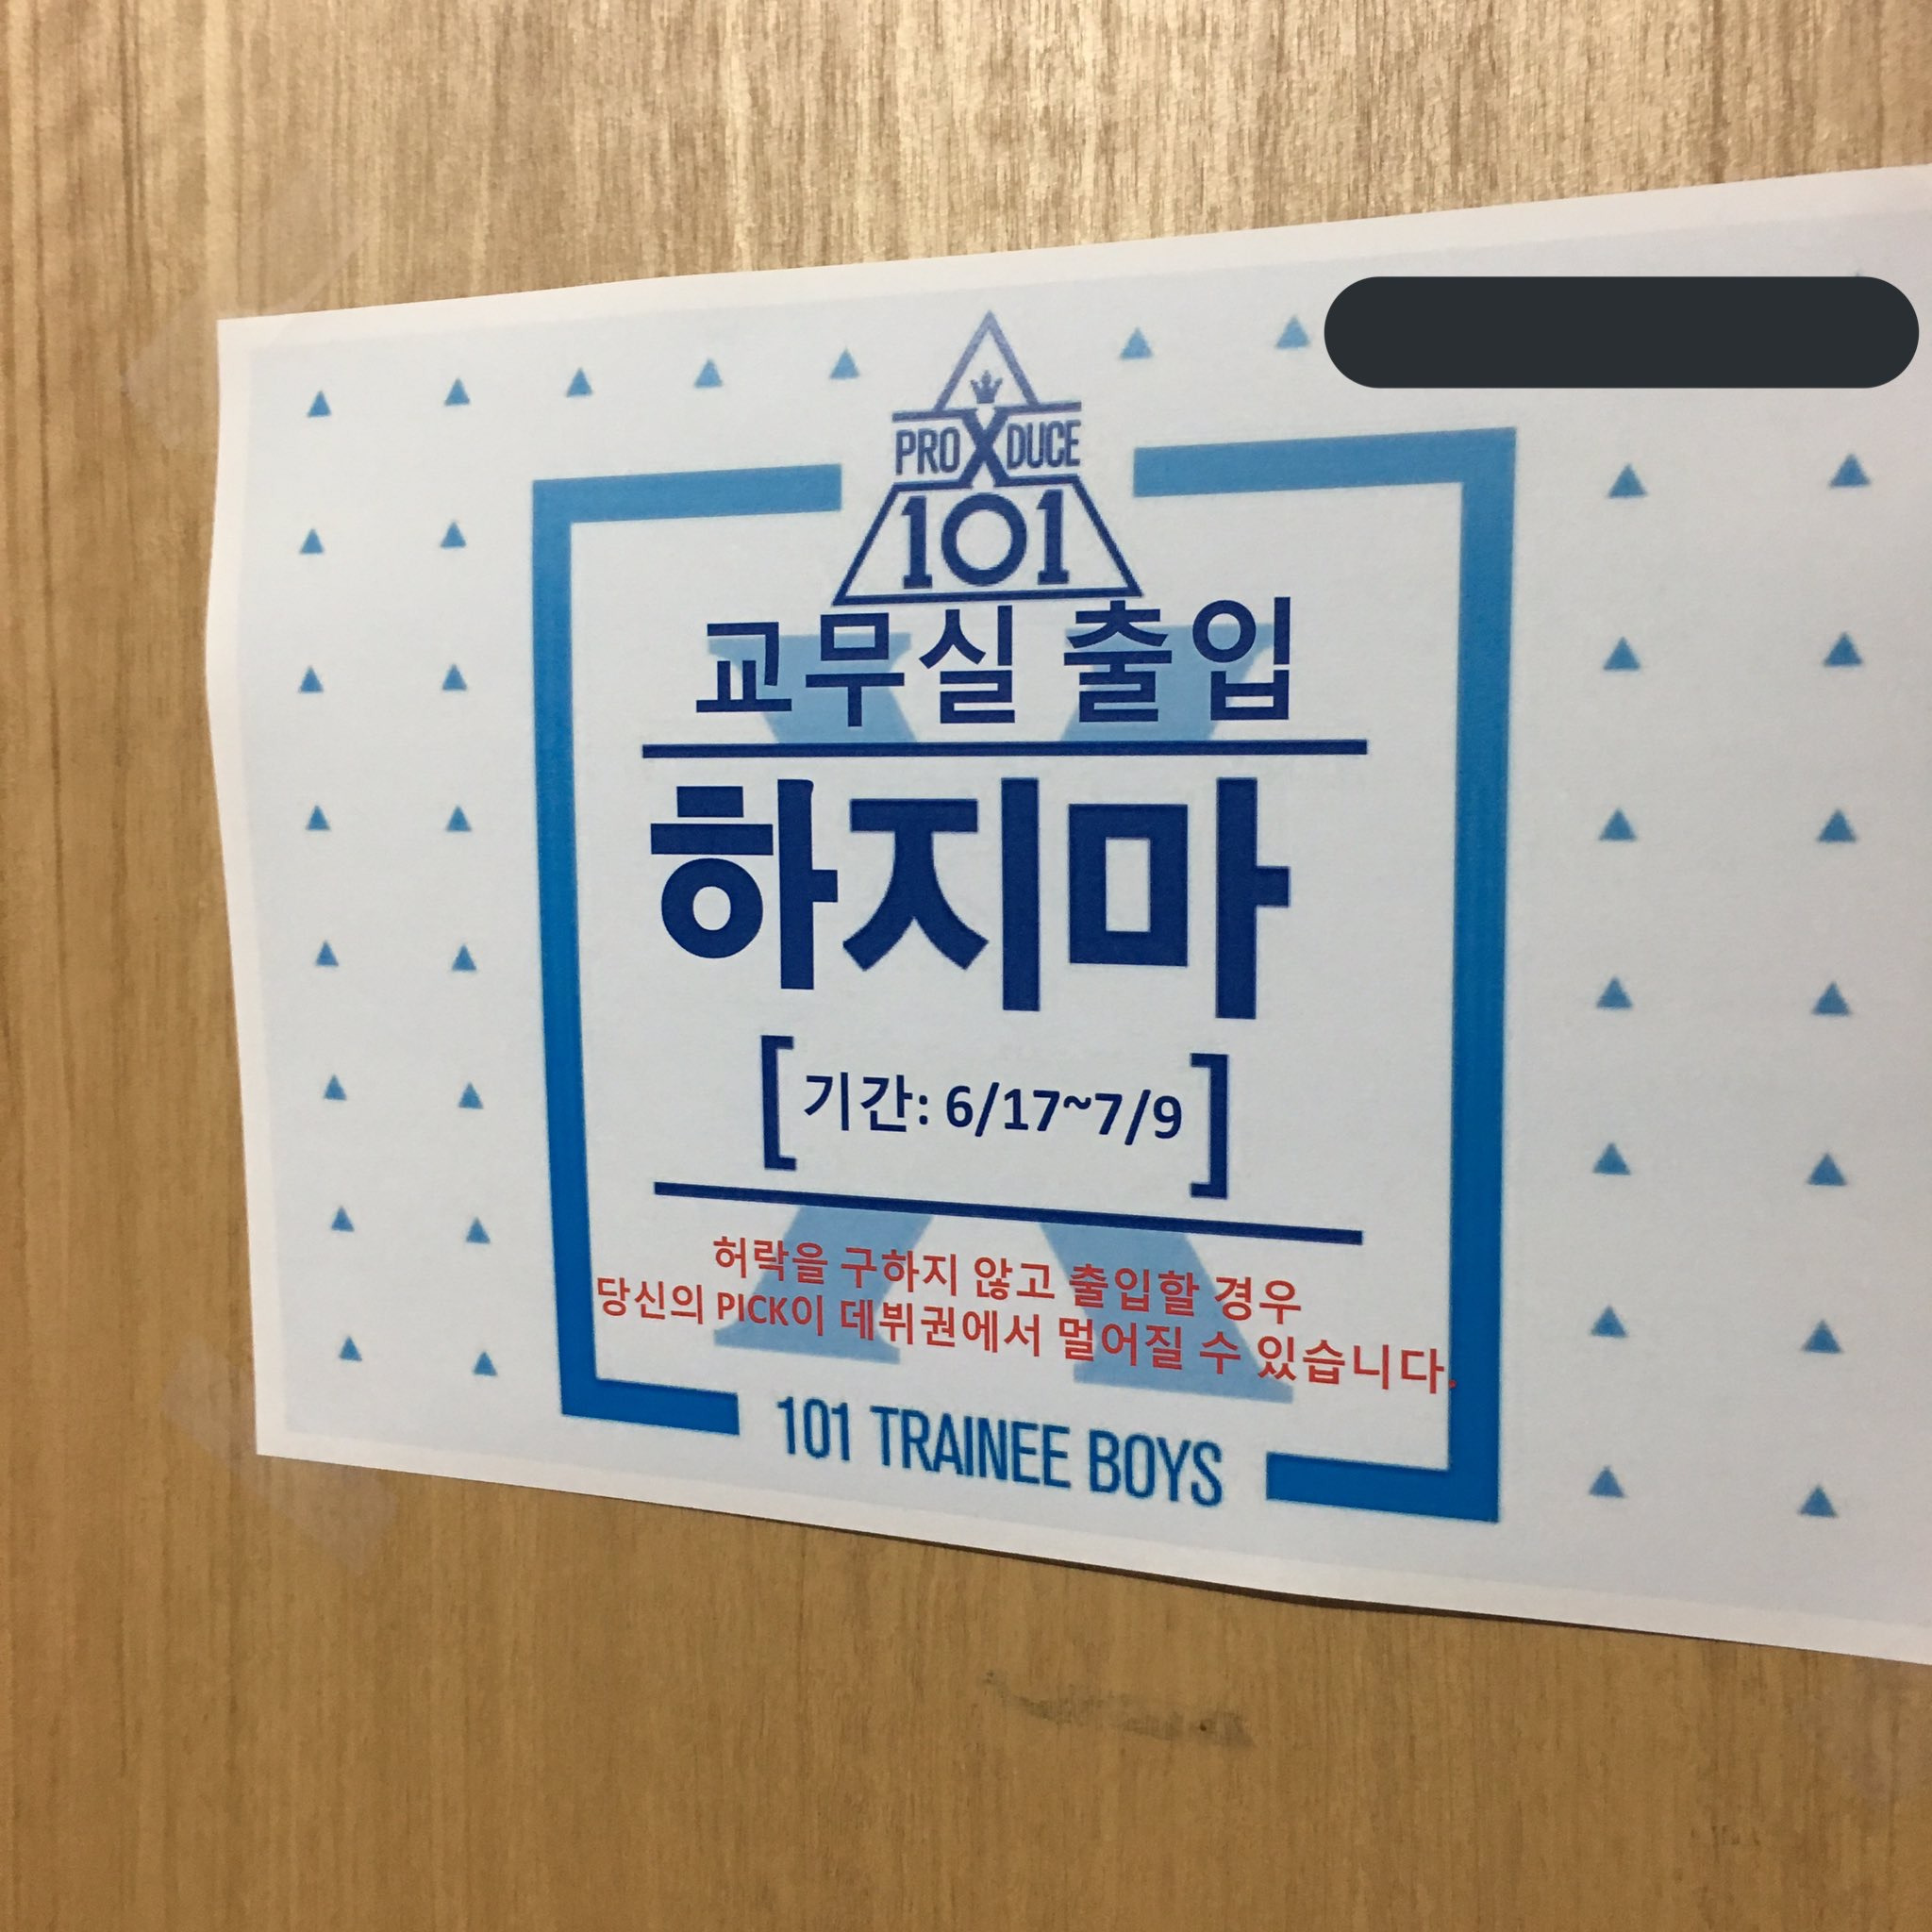 PRO X DUCE
101
교무실 출입
하지마
[ 기간: 6/17~7/9 ]
허락을 구하지 않고 출입할 경우
당신의 PICK이 데뷔권에서 멀어질 수 있습니다.
101 TRAINEE BOYS